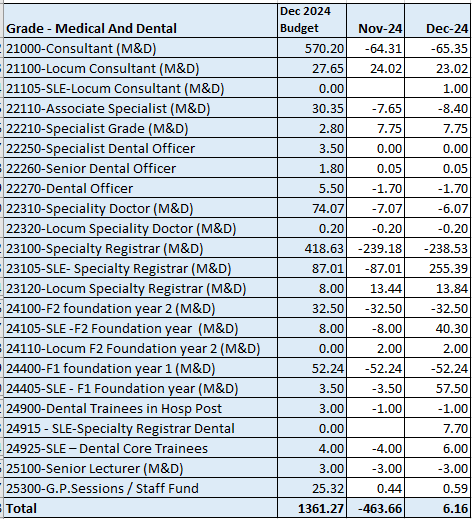 Grade - Medical And Dental Dec 2024 Budget Nov-24 Dec-24
21000-Consultant (M&D) 570.20 -64.31 -65.35
21100-Locum Consultant (M&D) 27.65 24.02 23.02
21105-SLE-Locum Consultant (M&D) 0.00 1.00
22110-Associate Specialist (M&D) 30.35 -7.65 -8.40
22210-Specialist Grade (M&D) 2.80 7.75 7.75
22250-Specialist Dental Officer 3.50 0.00 0.00
22260-Senior Dental Officer 1.80 0.05 0.05
22270-Dental Officer 5.50 -1.70 -1.70
22310-Speciality Doctor (M&D) 74.07 -7.07 -6.07
22320-Locum Speciality Doctor (M&D) 0.20 -0.20 -0.20
23100-Specialty Registrar (M&D) 418.63 -239.18 -238.53
23105-SLE- Specialty Registrar (M&D) 87.01 -87.01 255.39
23120-Locum Specialty Registrar (M&D) 8.00 13.44 13.84
24100-F2 foundation year 2 (M&D) 32.50 -32.50 -32.50
24105-SLE -F2 Foundation year (M&D) 8.00 -8.00 40.30
24110-Locum F2 Foundation year 2 (M&D) 0.00 2.00 2.00
24400-F1 foundation year 1 (M&D) 52.24 -52.24 -52.24
24405-SLE - F1 Foundation year (M&D) 3.50 -3.50 57.50
24900-Dental Trainees in Hosp Post 3.00 -1.00 -1.00
24915 - SLE-Specialty Registrar Dental 0.00 7.70
24925-SLE – Dental Core Trainees 4.00 -4.00 6.00
25100-Senior Lecturer (M&D) 3.00 -3.00 -3.00
25300-G.P.Sessions / Staff Fund 25.32 0.44 0.59
Total 1361.27 -463.66 6.16